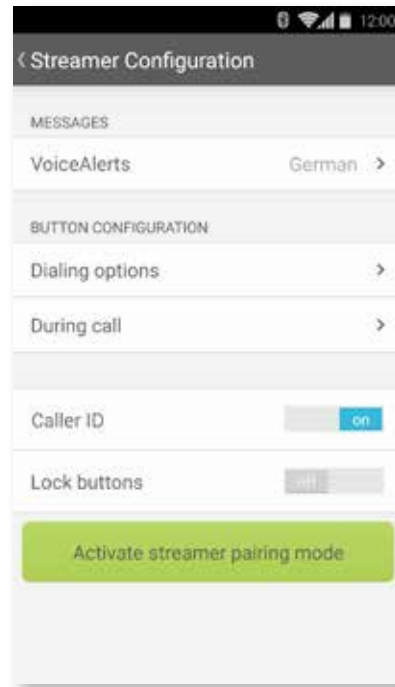 12:00
Streamer Configuration
MESSAGES
VoiceAlerts German
BUTTON CONFIGURATION
Dialing options
During call
Caller ID on
Lock buttons off
Activate streamer pairing mode